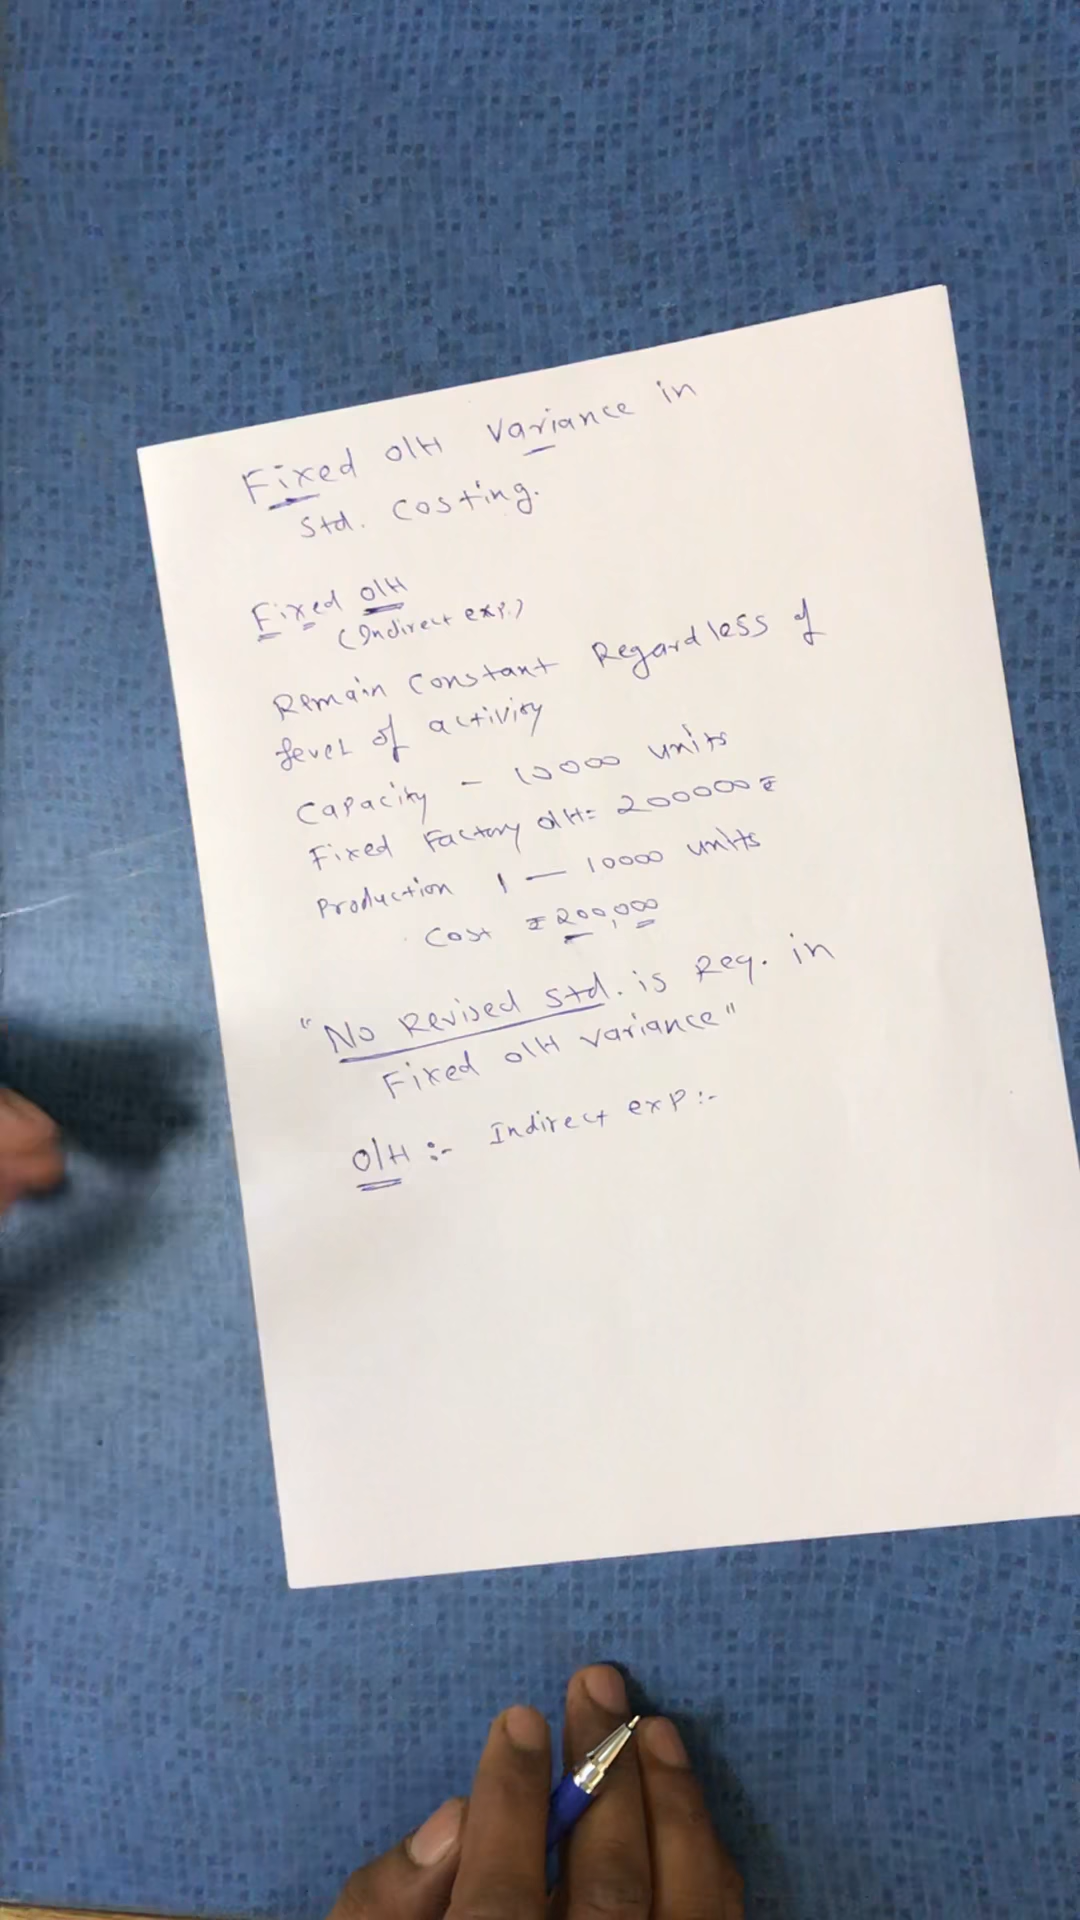 Fixed O/H Variance in
Std. Costing.
Fixed O/H
(Indirect exp.)
Remain Constant Regardless of
level of activity
Capacity - 10000 units
Fixed Factory O/H = 200000 ₹
Production 1 — 10000 units
Cost ₹ 200,000
"No Revised Std. is Req. in
Fixed O/H Variance"
O/H :- Indirect exp :-